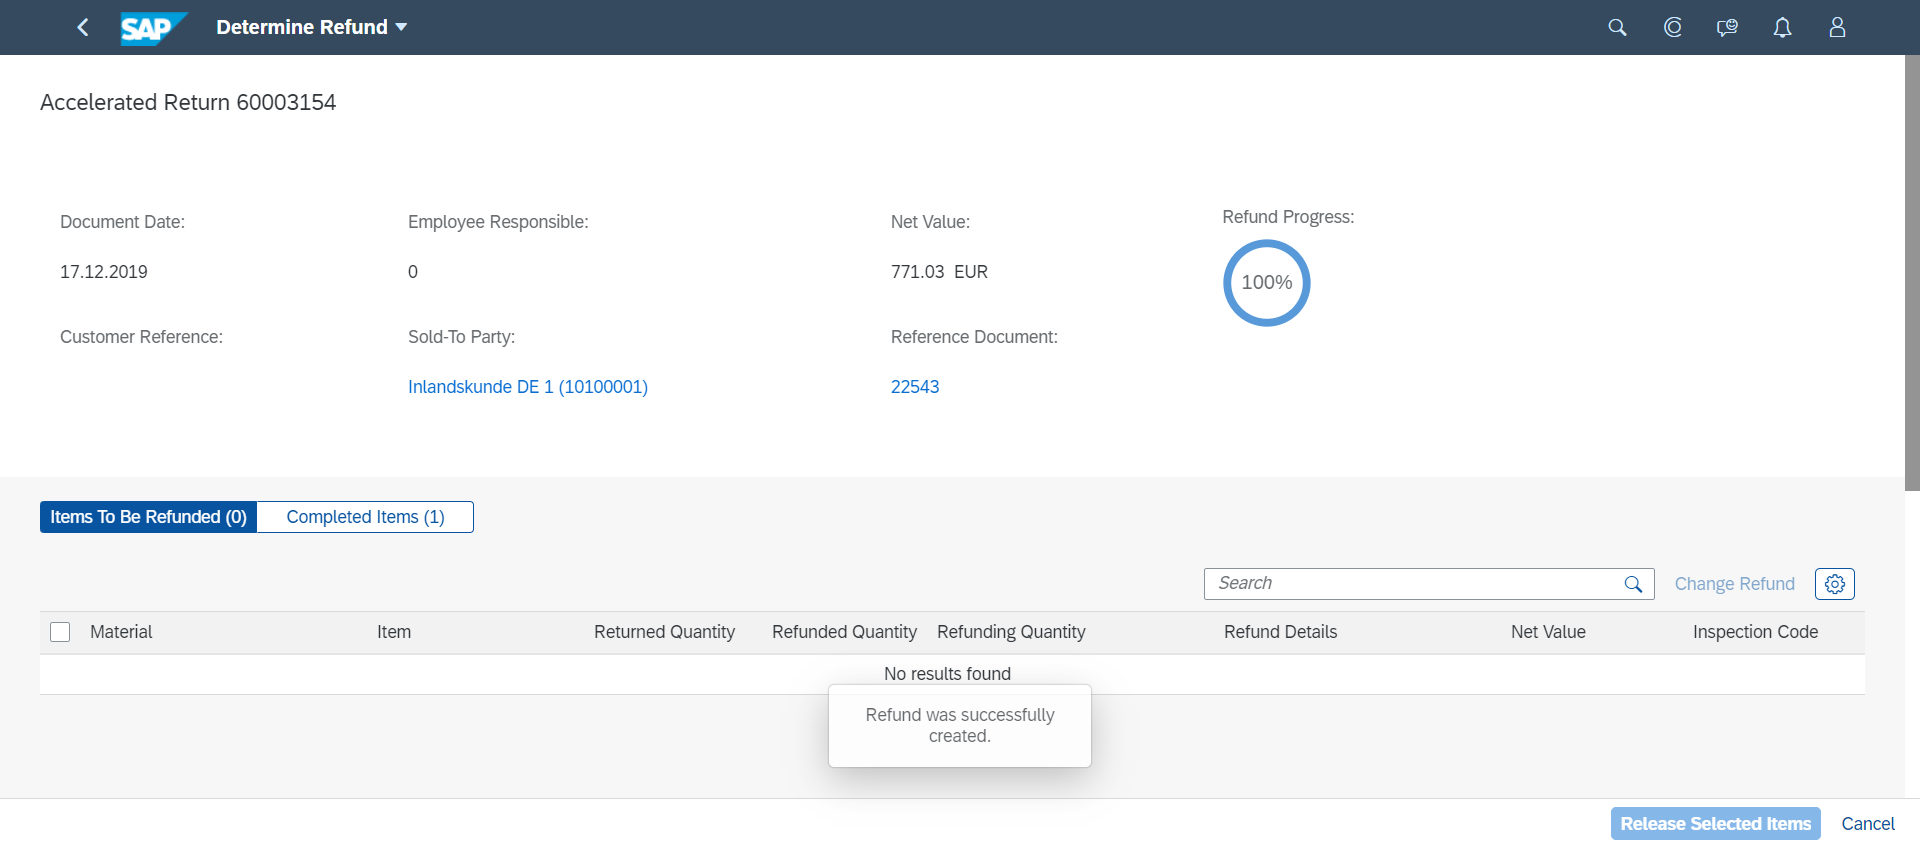 SAP Determine Refund
Accelerated Return 60003154
Document Date: Employee Responsible: Net Value: Refund Progress:
17.12.2019 0 771.03 EUR 100%
Customer Reference: Sold-To Party: Reference Document:
Inlandskunde DE 1 (10100001) 22543
Items To Be Refunded (0) Completed Items (1)
Search Change Refund
Material Item Returned Quantity Refunded Quantity Refunding Quantity Refund Details Net Value Inspection Code
No results found
Refund was successfully
created.
Release Selected Items Cancel